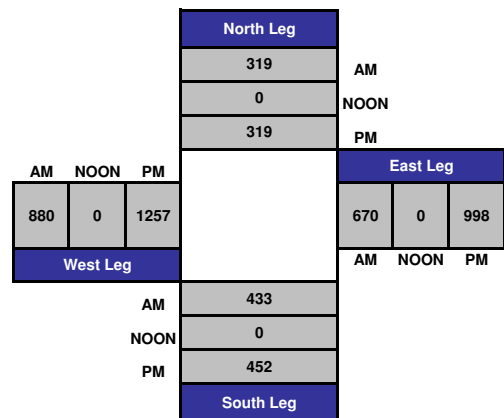 North Leg
319
AM
0
NOON
319
PM
AM NOON PM
East Leg
880 0 1257
670 0 998
West Leg
AM NOON PM
AM
433
NOON
0
PM
452
South Leg